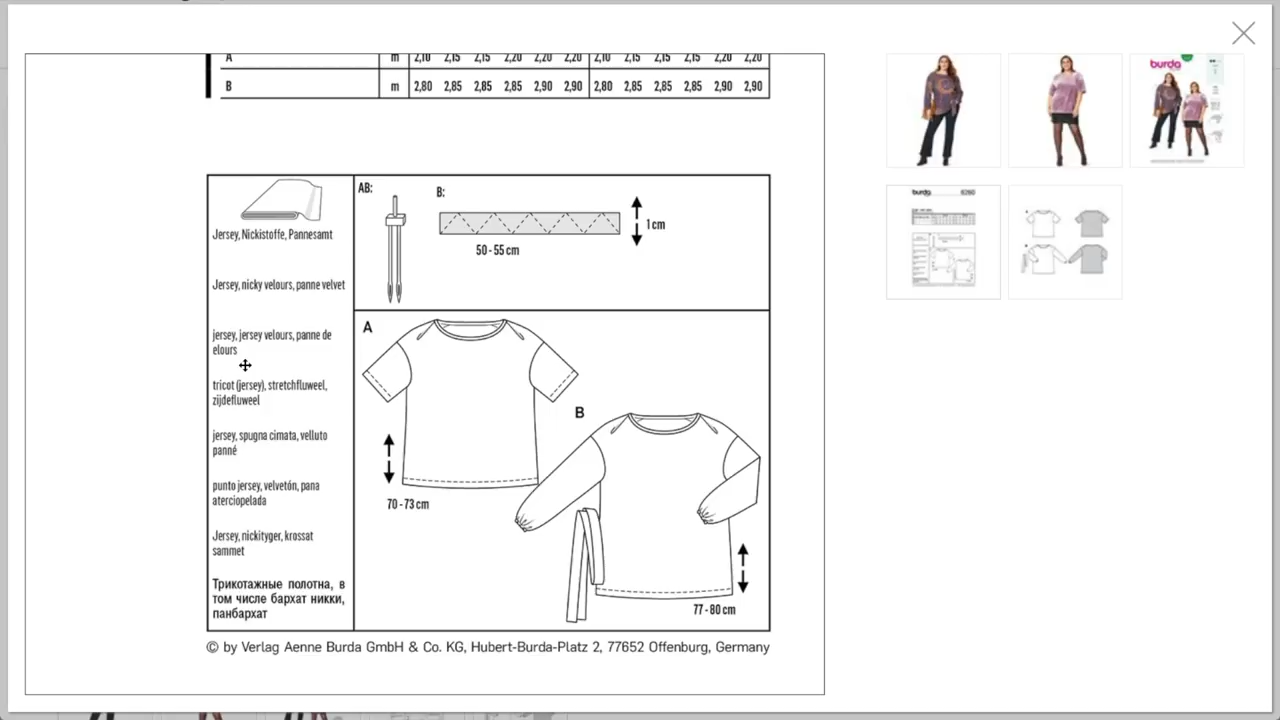 A m 2,10 2,15 2,15 2,20 2,20 2,20 2,10 2,15 2,15 2,15 2,20 2,20
B m 2,80 2,85 2,85 2,85 2,90 2,90 2,80 2,85 2,85 2,85 2,90 2,90
AB:
B:
1 cm
50 - 55 cm
Jersey, Nickistoffe, Pannesamt
Jersey, nicky velours, panne velvet
jersey, jersey velours, panne de
elours
tricot (jersey), stretchfluweel,
zijdefluweel
jersey, spugna cimata, velluto
panné
punto jersey, velvetón, pana
aterciopelada
Jersey, nickityger, krossat
sammet
Трикотажные полотна, в
том числе бархат никки,
панбархат
A
70 - 73 cm
B
77 - 80 cm
© by Verlag Aenne Burda GmbH & Co. KG, Hubert-Burda-Platz 2, 77652 Offenburg, Germany
burda
burda 6260